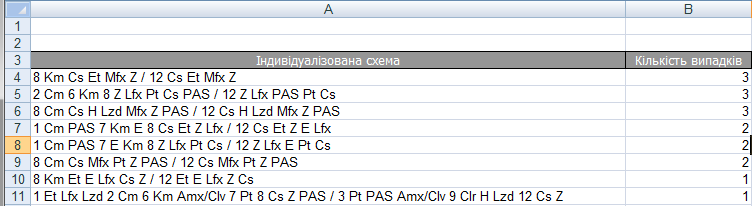 A B
1
2
3 Індивідуалізована схема Кількість випадків
4 8 Km Cs Et Mfx Z / 12 Cs Et Mfx Z 3
5 2 Cm 6 Km 8 Z Lfx Pt Cs PAS / 12 Z Lfx PAS Pt Cs 3
6 8 Cm Cs H Lzd Mfx Z PAS / 12 Cs H Lzd Mfx Z PAS 3
7 1 Cm PAS 7 Km E 8 Cs Et Z Lfx / 12 Cs Et Z E Lfx 2
8 1 Cm PAS 7 E Km 8 Z Lfx Pt Cs / 12 Z Lfx E Pt Cs 2
9 8 Cm Cs Mfx Pt Z PAS / 12 Cs Mfx Pt Z PAS 2
10 8 Km Et E Lfx Cs Z / 12 Et E Lfx Z Cs 1
11 1 Et Lfx Lzd 2 Cm 6 Km Amx/Clv 7 Pt 8 Cs Z PAS / 3 Pt PAS Amx/Clv 9 Clr H Lzd 12 Cs Z 1